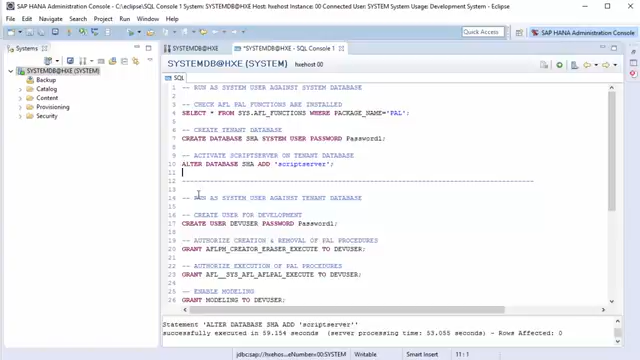 C:\eclipse\SQL Console 1 System: SYSTEMDB@HXE Host: hxehost Instance: 00 Connected User: SYSTEM System Usage: Development System - Eclipse
File Edit Navigate Search Project Run Window Help
Quick Access
SAP HANA Administration Console
Systems
SYSTEMDB@HXE (SYSTEM)
Backup
Catalog
Content
Provisioning
Security
SYSTEMDB@HXE
*SYSTEMDB@HXE - SQL Console 1
SYSTEMDB@HXE (SYSTEM) hxehost 00
SQL
1 -- RUN AS SYSTEM USER AGAINST SYSTEM DATABASE
2
3 -- CHECK AFL PAL FUNCTIONS ARE INSTALLED
4 SELECT * FROM SYS.AFL_FUNCTIONS WHERE PACKAGE_NAME='PAL';
5
6 -- CREATE TENANT DATABASE
7 CREATE DATABASE SHA SYSTEM USER PASSWORD Password1;
8
9 -- ACTIVATE SCRIPTSERVER ON TENANT DATABASE
10 ALTER DATABASE SHA ADD 'scriptserver';
11
12 ----------------------------------------------------------------
13
14 -- RUN AS SYSTEM USER AGAINST TENANT DATABASE
15
16 -- CREATE USER FOR DEVELOPMENT
17 CREATE USER DEVUSER PASSWORD Password1;
18
19 -- AUTHORIZE CREATION & REMOVAL OF PAL PROCEDURES
20 GRANT AFLPM_CREATOR_ERASER_EXECUTE TO DEVUSER;
21
22 -- AUTHORIZE EXECUTION OF PAL PROCEDURES
23 GRANT AFL__SYS_AFL_AFLPAL_EXECUTE TO DEVUSER;
24
25 -- ENABLE MODELING
26 GRANT MODELING TO DEVUSER;
Statement 'ALTER DATABASE SHA ADD 'scriptserver''
successfully executed in 59.154 seconds (server processing time: 53.055 seconds) - Rows Affected: 0
jdbc:sap://hxehost...eNumber=00:SYSTEM Writable Smart Insert 11 : 1